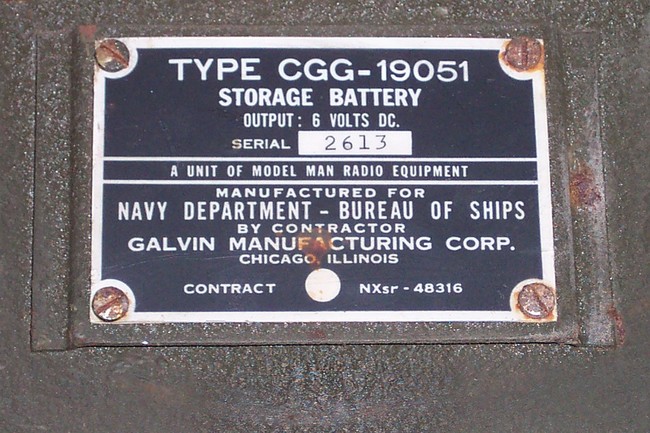 TYPE CGG-19051
STORAGE BATTERY
OUTPUT: 6 VOLTS DC.
SERIAL 2613
A UNIT OF MODEL MAN RADIO EQUIPMENT
MANUFACTURED FOR
NAVY DEPARTMENT - BUREAU OF SHIPS
BY CONTRACTOR
GALVIN MANUFACTURING CORP.
CHICAGO, ILLINOIS
CONTRACT NXsr-48316